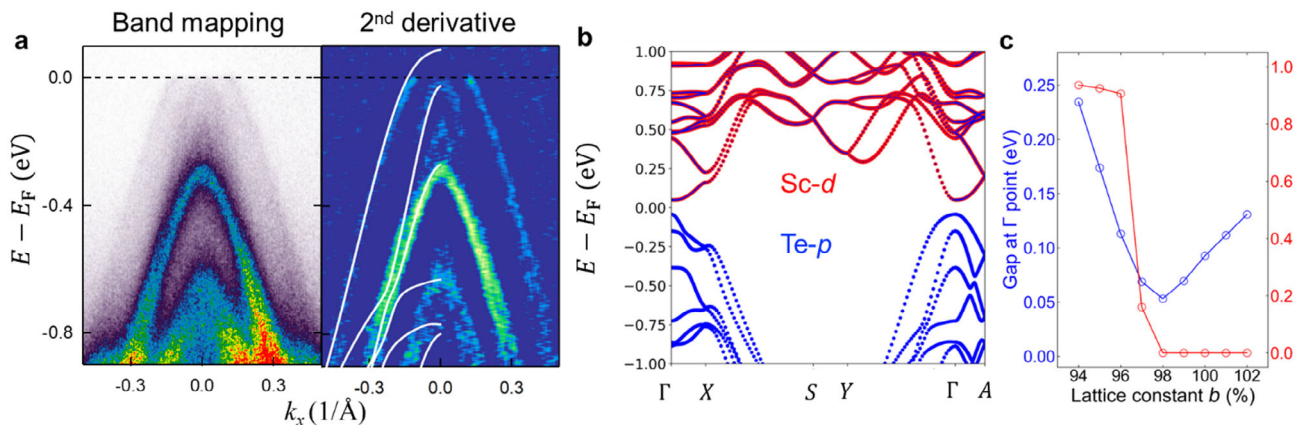 a
Band mapping
2nd derivative
0.0
-0.4
-0.8
E − EF (eV)
-0.3
0.0
0.3
-0.3
0.0
0.3
kx (1/Å)
b
1.00
0.75
0.50
0.25
0.00
−0.25
−0.50
−0.75
−1.00
E − EF (eV)
Sc-d
Te-p
Γ
X
S
Y
Γ
A
c
0.25
0.20
0.15
0.10
0.05
0.00
Gap at Γ point (eV)
1.0
0.8
0.6
0.4
0.2
0.0
94
96
98
100
102
Lattice constant b (%)